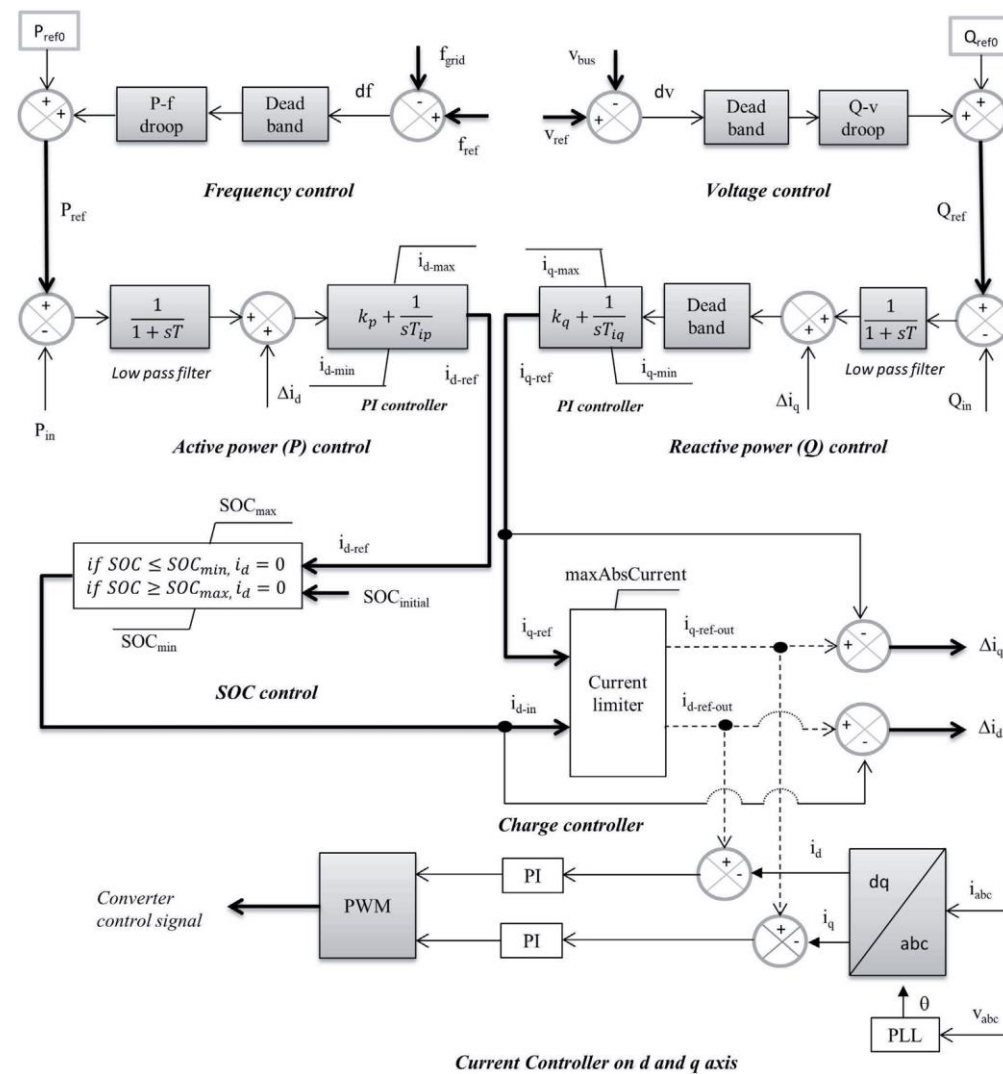 P_ref0
Q_ref0
f_grid
v_bus
+
+
P-f droop
Dead band
df
-
+
f_ref
v_ref
-
+
dv
Dead band
Q-v droop
+
+
Frequency control
Voltage control
P_ref
Q_ref
i_d-max
i_q-max
+
-
1 / 1 + sT
+
+
k_p + 1 / sT_ip
k_q + 1 / sT_iq
Dead band
+
+
1 / 1 + sT
+
-
Low pass filter
i_d-min
i_d-ref
i_q-ref
i_q-min
Low pass filter
P_in
Δi_d
PI controller
PI controller
Δi_q
Q_in
Active power (P) control
Reactive power (Q) control
SOC_max
if SOC ≤ SOC_min, i_d = 0
if SOC ≥ SOC_max, i_d = 0
i_d-ref
SOC_initial
SOC_min
SOC control
maxAbsCurrent
i_q-ref
i_q-ref-out
+
-
Δi_q
Current limiter
i_d-in
i_d-ref-out
+
-
Δi_d
Charge controller
Converter control signal
PWM
PI
PI
+
-
i_d
+
-
i_q
dq
abc
i_abc
θ
PLL
v_abc
Current Controller on d and q axis